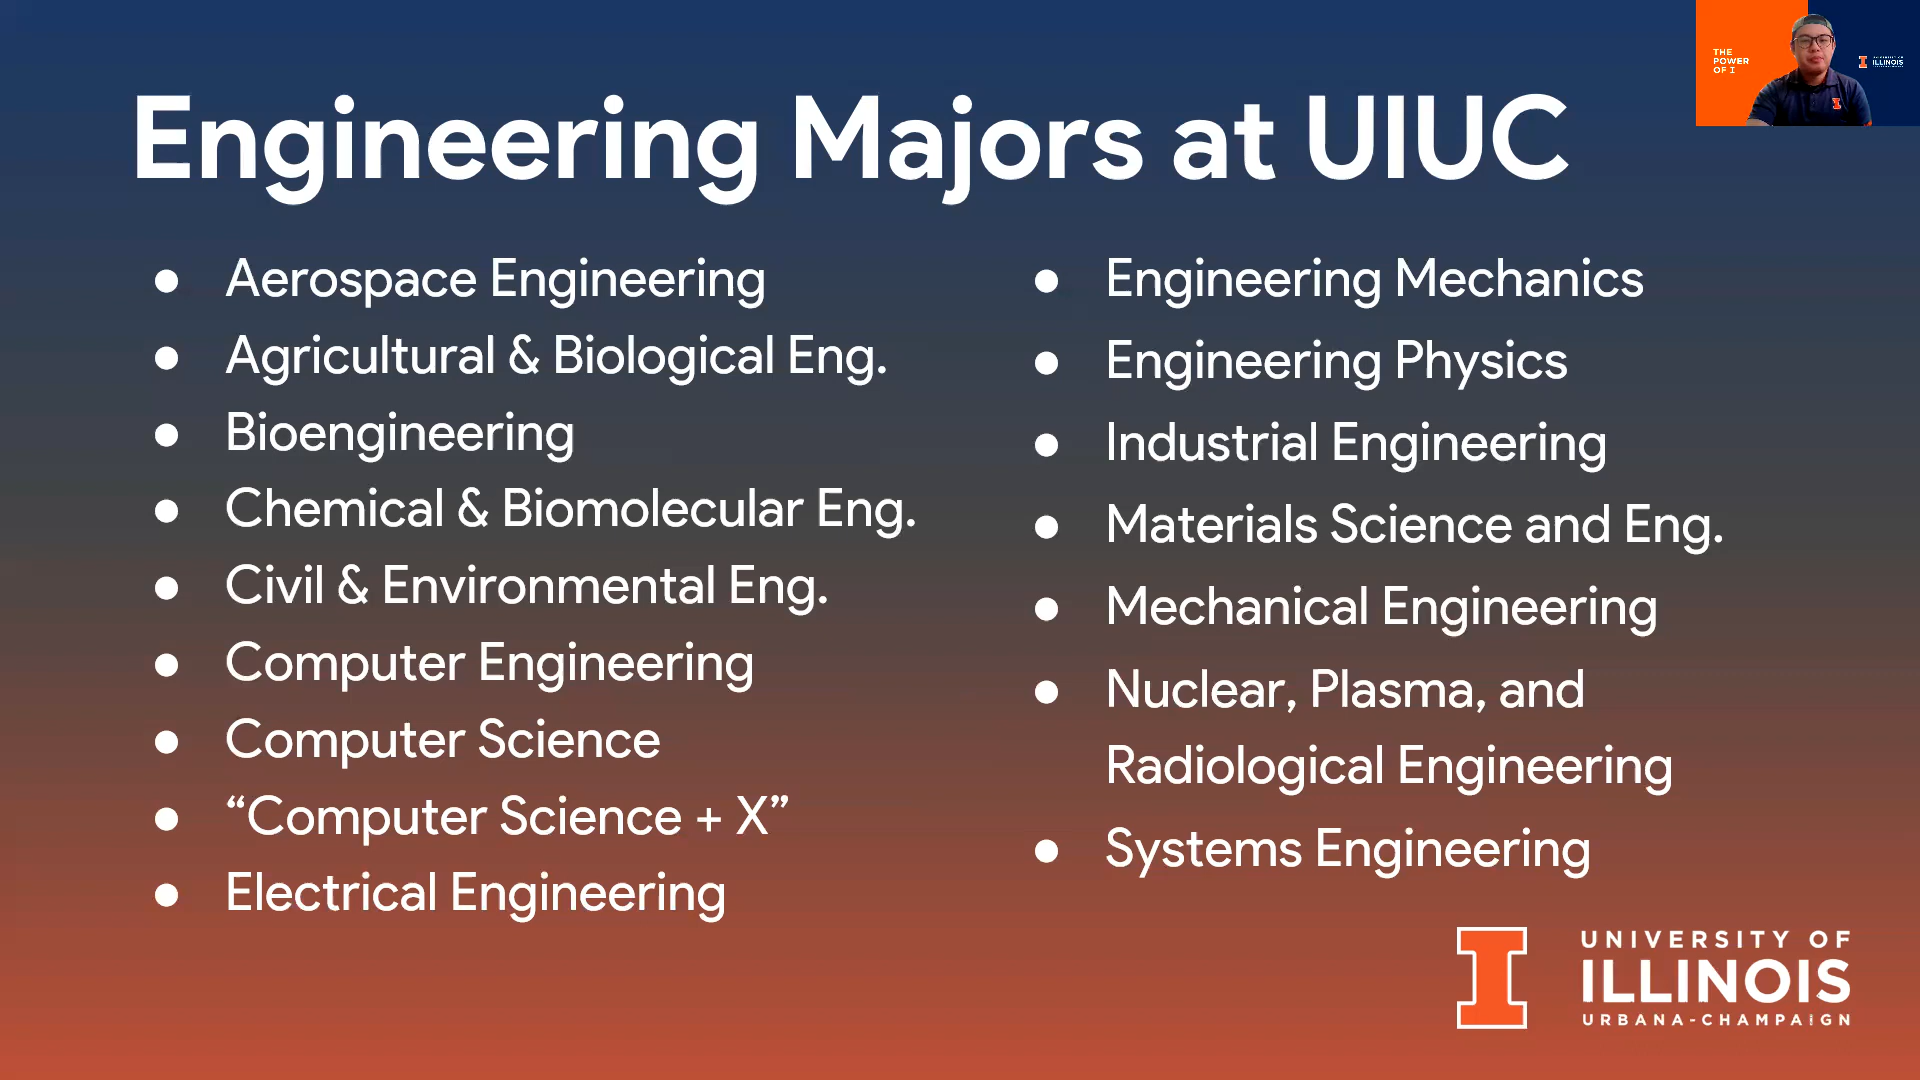 Engineering Majors at UIUC
Aerospace Engineering
Agricultural & Biological Eng.
Bioengineering
Chemical & Biomolecular Eng.
Civil & Environmental Eng.
Computer Engineering
Computer Science
“Computer Science + X”
Electrical Engineering
Engineering Mechanics
Engineering Physics
Industrial Engineering
Materials Science and Eng.
Mechanical Engineering
Nuclear, Plasma, and
Radiological Engineering
Systems Engineering
THE
POWER
OF I
I
ILLINOIS
I
I
UNIVERSITY OF
ILLINOIS
URBANA-CHAMPAIGN